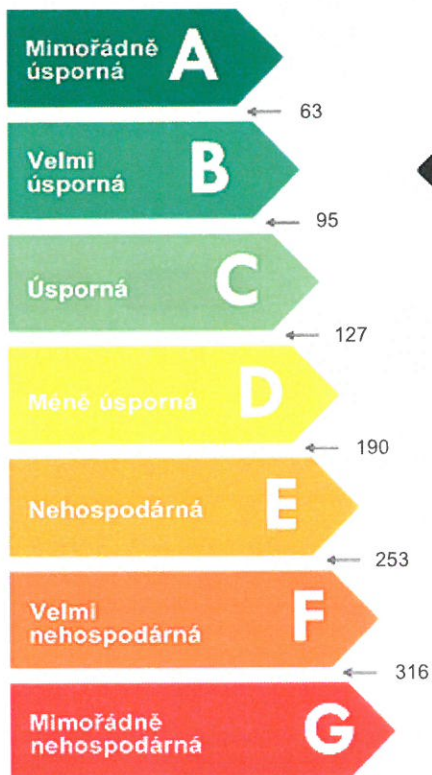 Mimořádně
úsporná
A
63
Velmi
úsporná
B
95
Úsporná
C
127
Méně úsporná
D
190
Nehospodárná
E
253
Velmi
nehospodárná
F
316
Mimořádně
nehospodárná
G